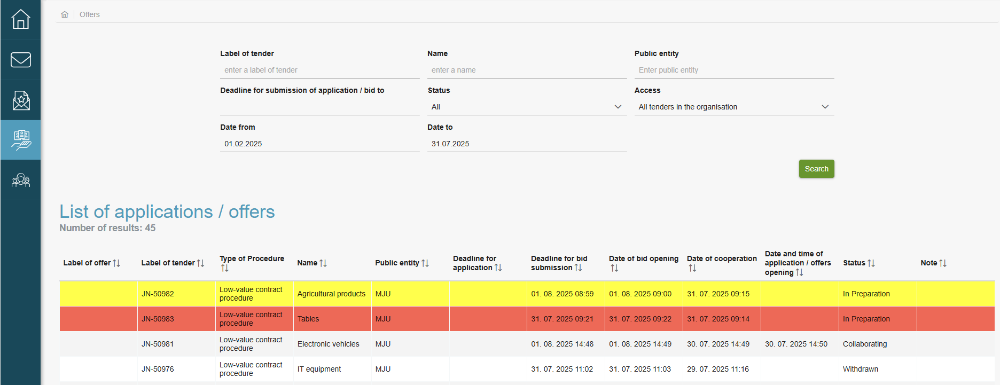 Offers
Label of tender
Name
Public entity
enter a label of tender
enter a name
Enter public entity
Deadline for submission of application / bid to
Status
Access
All
All tenders in the organisation
Date from
Date to
01.02.2025
31.07.2025
Search
List of applications / offers
Number of results: 45
Label of offer
Label of tender
Type of Procedure
Name
Public entity
Deadline for
application
Deadline for bid
submission
Date of bid opening
Date of cooperation
Date and time of
application / offers
opening
Status
Note
JN-50982
Low-value contract
procedure
Agricultural products
MJU
01. 08. 2025 08:59
01. 08. 2025 09:00
31. 07. 2025 09:15
In Preparation
JN-50983
Low-value contract
procedure
Tables
MJU
31. 07. 2025 09:21
31. 07. 2025 09:22
31. 07. 2025 09:14
In Preparation
JN-50981
Low-value contract
procedure
Electronic vehicles
MJU
01. 08. 2025 14:48
01. 08. 2025 14:49
30. 07. 2025 14:49
30. 07. 2025 14:50
Collaborating
JN-50976
Low-value contract
procedure
IT equipment
MJU
31. 07. 2025 11:02
31. 07. 2025 11:03
29. 07. 2025 11:16
Withdrawn